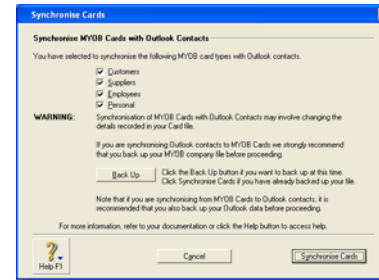 Synchronise Cards
Synchronise MYOB Cards with Outlook Contacts
You have selected to synchronise the following MYOB card types with Outlook contacts.
Customers
Suppliers
Employees
Personal
WARNING: Synchronisation of MYOB Cards with Outlook Contacts may involve changing the
details recorded in your Card file.
If you are synchronising Outlook contacts to MYOB Cards we strongly recommend
that you back up your MYOB company file before proceeding.
Back Up Click the Back Up button if you want to back up at this time.
Click Synchronise Cards if you have already backed up your file.
Note that if you are synchronising from MYOB Cards to Outlook contacts, it is
recommended that you also back up your Outlook data before proceeding.
For more information, refer to your documentation or click the Help button to access help.
Help F1 Cancel Synchronise Cards